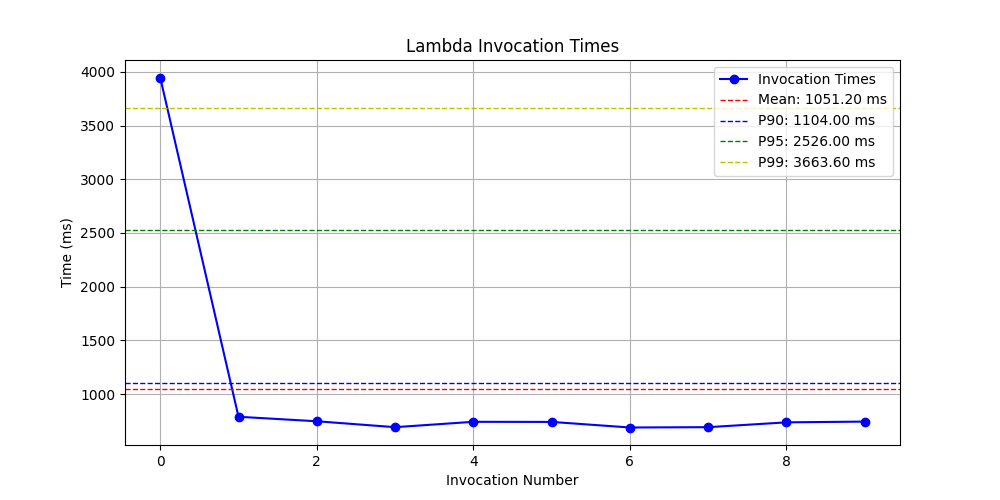 Lambda Invocation Times
4000
3500
3000
2500
2000
1500
1000
Time (ms)
Invocation Times
Mean: 1051.20 ms
P90: 1104.00 ms
P95: 2526.00 ms
P99: 3663.60 ms
0 2 4 6 8
Invocation Number